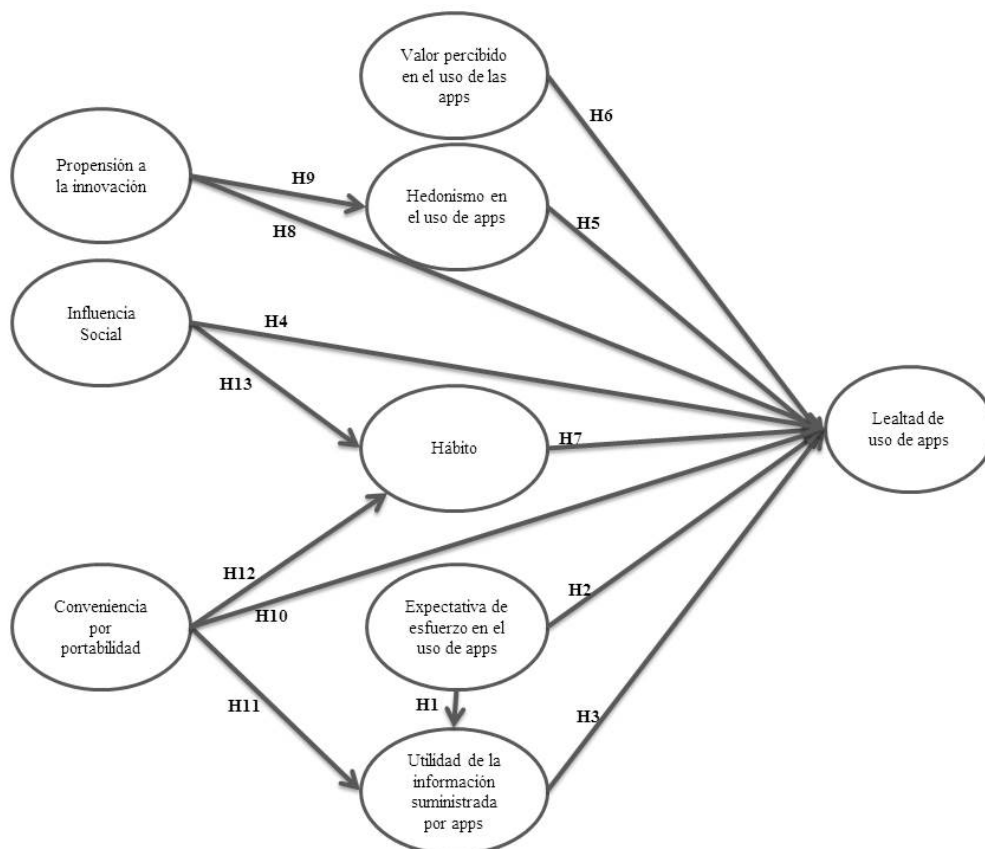 Valor percibido
en el uso de las
apps
H6
Propensión a
la innovación
H9
Hedonismo en
el uso de apps
H8
H5
Influencia
Social
H4
H13
Hábito
H7
Lealtad de
uso de apps
H12
Conveniencia
por
portabilidad
H10
Expectativa de
esfuerzo en el
uso de apps
H2
H11
H1
H3
Utilidad de la
información
suministrada
por apps